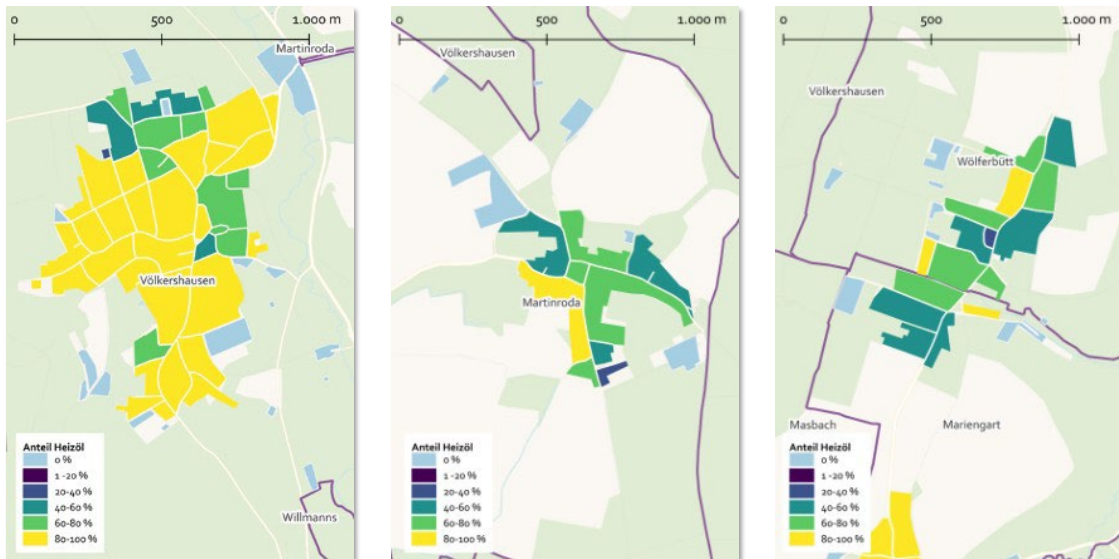 0 500 1.000 m
Martinroda
Völkershausen
Willmanns
Anteil Heizöl
0 %
1 -20 %
20-40 %
40-60 %
60-80 %
80-100 %
0 500 1.000 m
Völkershausen
Martinroda
Anteil Heizöl
0 %
1 -20 %
20-40 %
40-60 %
60-80 %
80-100 %
0 500 1.000 m
Völkershausen
Wölferbütt
Masbach
Mariengart
Anteil Heizöl
0 %
1 -20 %
20-40 %
40-60 %
60-80 %
80-100 %